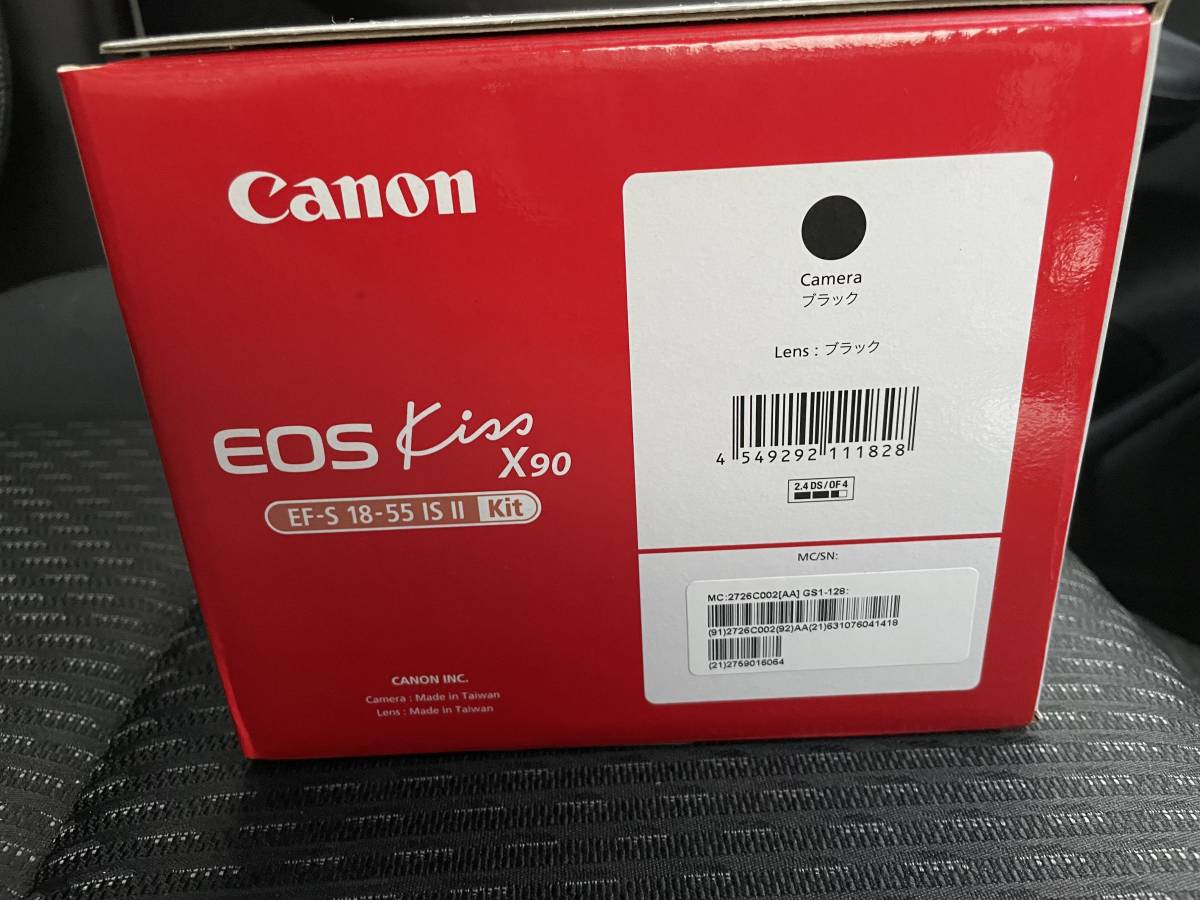 Canon
EOS Kiss
X90
EF-S 18-55 IS II Kit
CANON INC.
Camera : Made in Taiwan
Lens : Made in Taiwan
Camera
ブラック
Lens : ブラック
4 549292 111828
2.4 DS/OF4
MC/SN:
MC:2726C002[AA] GS1-128:
(91)2726C002(92)AA(21)631076041418
(21)2759016064